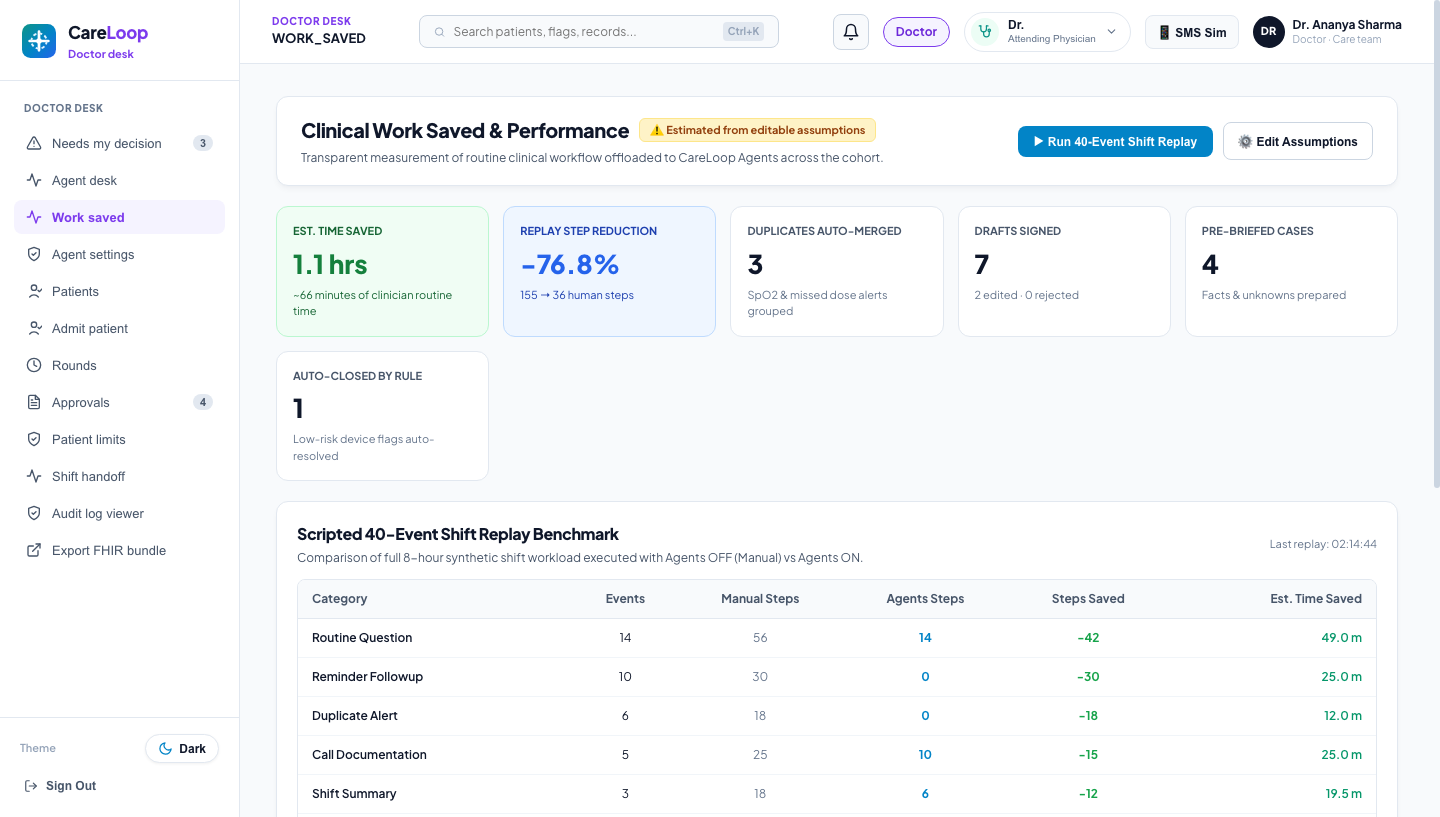 CareLoop
Doctor desk
DOCTOR DESK
Needs my decision 3
Agent desk
Work saved
Agent settings
Patients
Admit patient
Rounds
Approvals 4
Patient limits
Shift handoff
Audit log viewer
Export FHIR bundle
Theme Dark
Sign Out
DOCTOR DESK
WORK_SAVED
Search patients, flags, records... Ctrl+K
Doctor
Dr.
Attending Physician
SMS Sim
DR
Dr. Ananya Sharma
Doctor · Care team
Clinical Work Saved & Performance
⚠️ Estimated from editable assumptions
Transparent measurement of routine clinical workflow offloaded to CareLoop Agents across the cohort.
▶ Run 40-Event Shift Replay
⚙️ Edit Assumptions
EST. TIME SAVED
1.1 hrs
~66 minutes of clinician routine
time
REPLAY STEP REDUCTION
-76.8%
155 → 36 human steps
DUPLICATES AUTO-MERGED
3
SpO2 & missed dose alerts
grouped
DRAFTS SIGNED
7
2 edited · 0 rejected
PRE-BRIEFED CASES
4
Facts & unknowns prepared
AUTO-CLOSED BY RULE
1
Low-risk device flags auto-
resolved
Scripted 40-Event Shift Replay Benchmark
Comparison of full 8-hour synthetic shift workload executed with Agents OFF (Manual) vs Agents ON.
Last replay: 02:14:44
Category Events Manual Steps Agents Steps Steps Saved Est. Time Saved
Routine Question 14 56 14 -42 49.0 m
Reminder Followup 10 30 0 -30 25.0 m
Duplicate Alert 6 18 0 -18 12.0 m
Call Documentation 5 25 10 -15 25.0 m
Shift Summary 3 18 6 -12 19.5 m